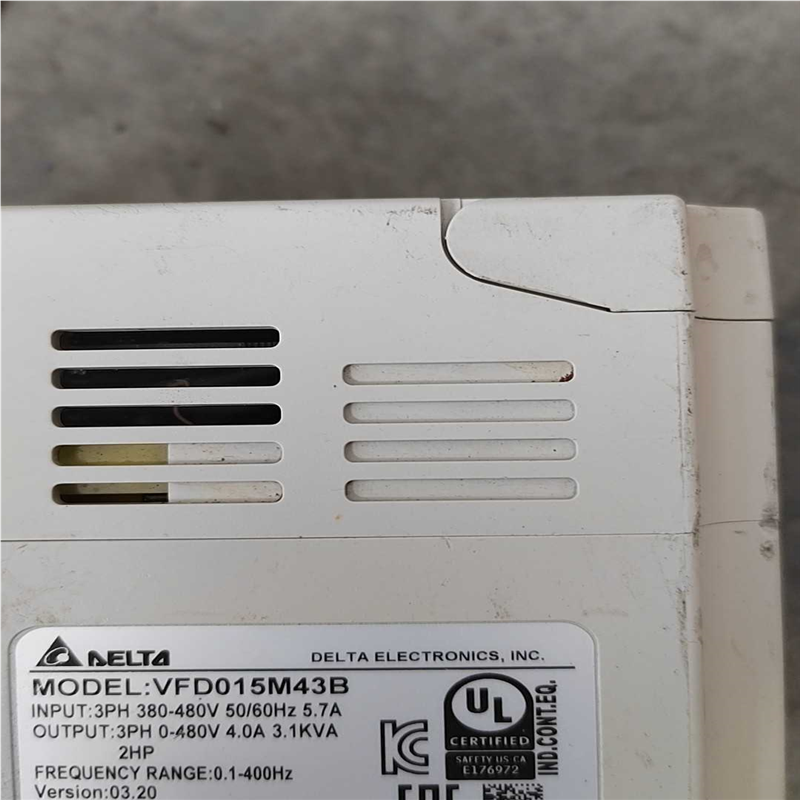 DELTA
DELTA ELECTRONICS, INC.
MODEL:VFD015M43B
INPUT:3PH 380-480V 50/60Hz 5.7A
OUTPUT:3PH 0-480V 4.0A 3.1KVA
2HP
FREQUENCY RANGE:0.1-400Hz
Version:03.20
UL
CERTIFIED
SAFETY US CA
E176972
IND.CONT.EQ.